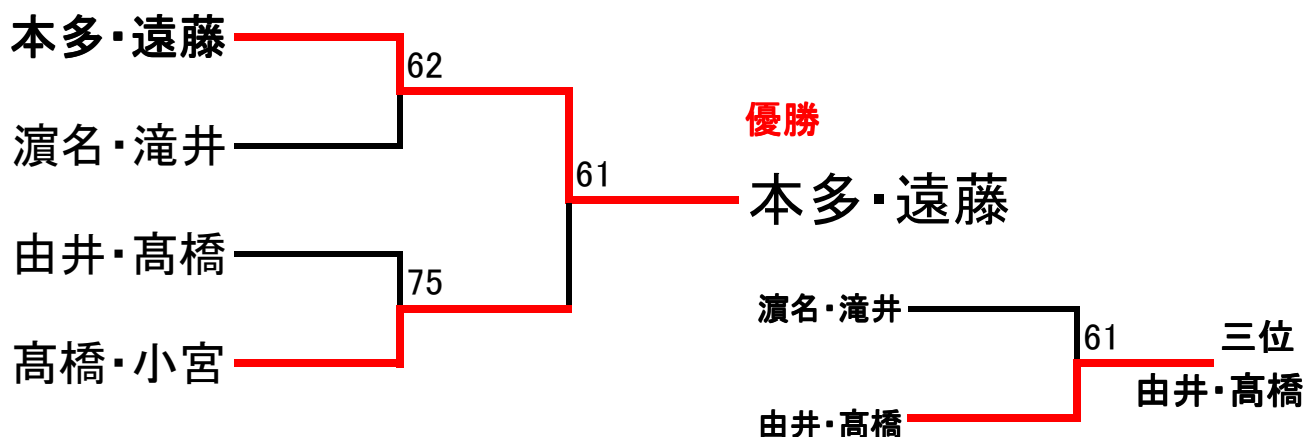 本多・遠藤
62
濵名・滝井
61
優勝
本多・遠藤
由井・髙橋
75
髙橋・小宮
濵名・滝井
61
三位
由井・髙橋
由井・髙橋